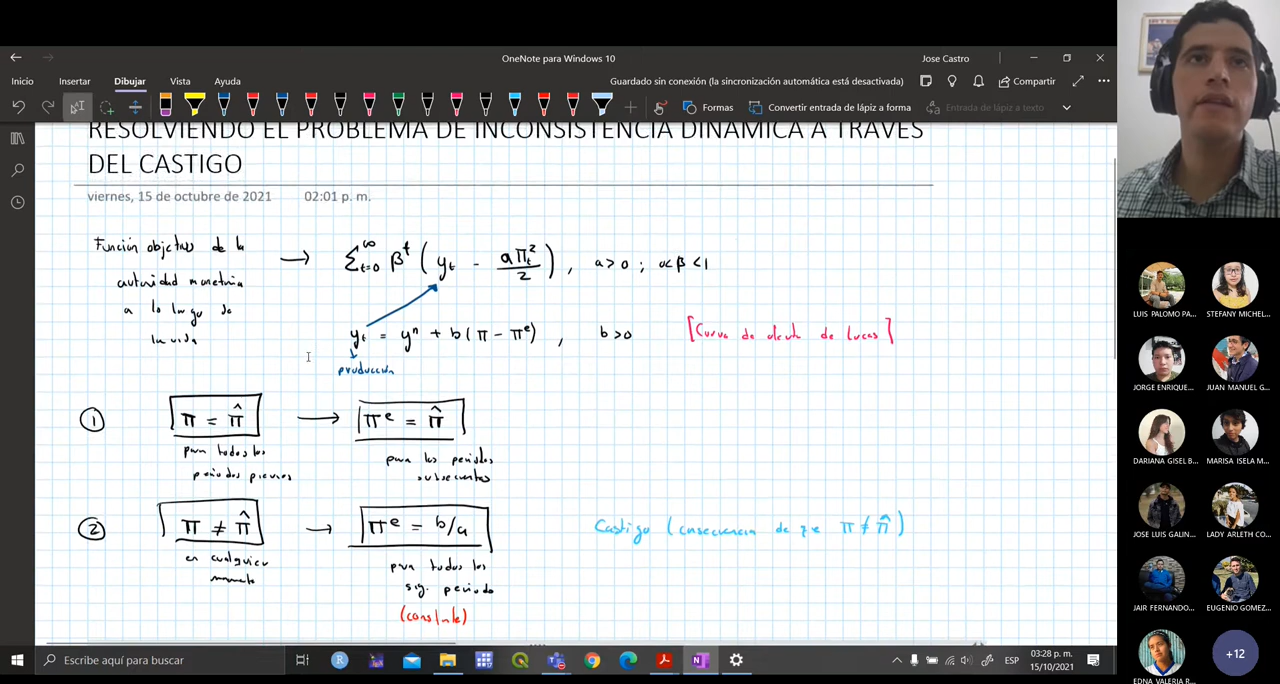 OneNote para Windows 10
Jose Castro
Inicio
Insertar
Dibujar
Vista
Ayuda
Guardado sin conexión (la sincronización automática está desactivada)
Compartir
Formas
Convertir entrada de lápiz a forma
Entrada de lápiz a texto
RESOLVIENDO EL PROBLEMA DE INCONSISTENCIA DINAMICA A TRAVES
DEL CASTIGO
viernes, 15 de octubre de 2021 02:01 p. m.
Función objetivo de la
autoridad monetaria
a lo largo de
la vida
→ Σ_{t=0}^{∞} β^t ( y_t - aπ_t²/2 ), a>0 ; 0<β<1
y_t = yⁿ + b(π - πᵉ), b>0 [Curva de oferta de Lucas]
producción
① π = π̂ → πᵉ = π̂
para todos los
periodos previos
para los periodos
subsecuentes
② π ≠ π̂ → πᵉ = b/a Castigo (consecuencia de que π ≠ π̂)
en cualquier
momento
para todos los
sig. periodos
(constante)
LUIS PALOMO PA...
STEFANY MICHEL...
JORGE ENRIQUE...
JUAN MANUEL G...
DARIANA GISEL B...
MARISA ISELA M...
JOSE LUIS GALIN...
LADY ARLETH CO...
JAIR FERNANDO...
EUGENIO GOMEZ...
EDNA VALERIA R...
+12
Escribe aquí para buscar
ESP
03:28 p. m.
15/10/2021